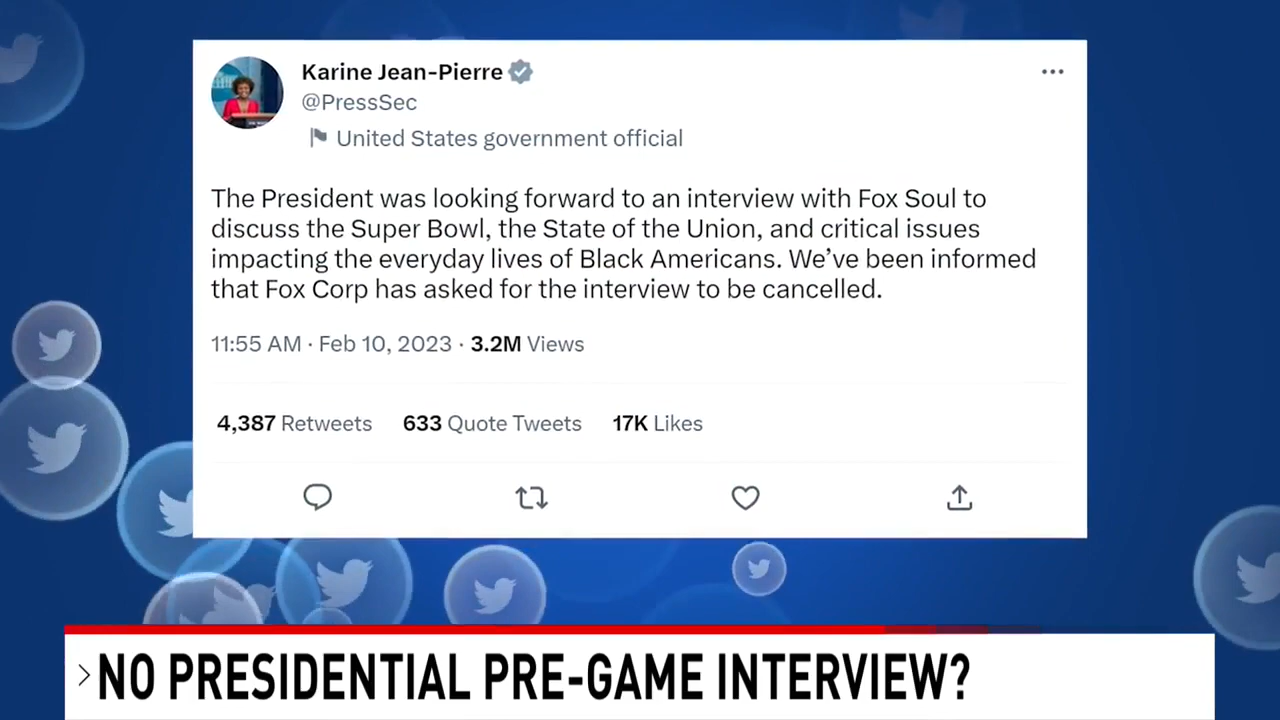 Karine Jean-Pierre
@PressSec
United States government official
The President was looking forward to an interview with Fox Soul to
discuss the Super Bowl, the State of the Union, and critical issues
impacting the everyday lives of Black Americans. We’ve been informed
that Fox Corp has asked for the interview to be cancelled.
11:55 AM · Feb 10, 2023 · 3.2M Views
4,387 Retweets 633 Quote Tweets 17K Likes
NO PRESIDENTIAL PRE-GAME INTERVIEW?